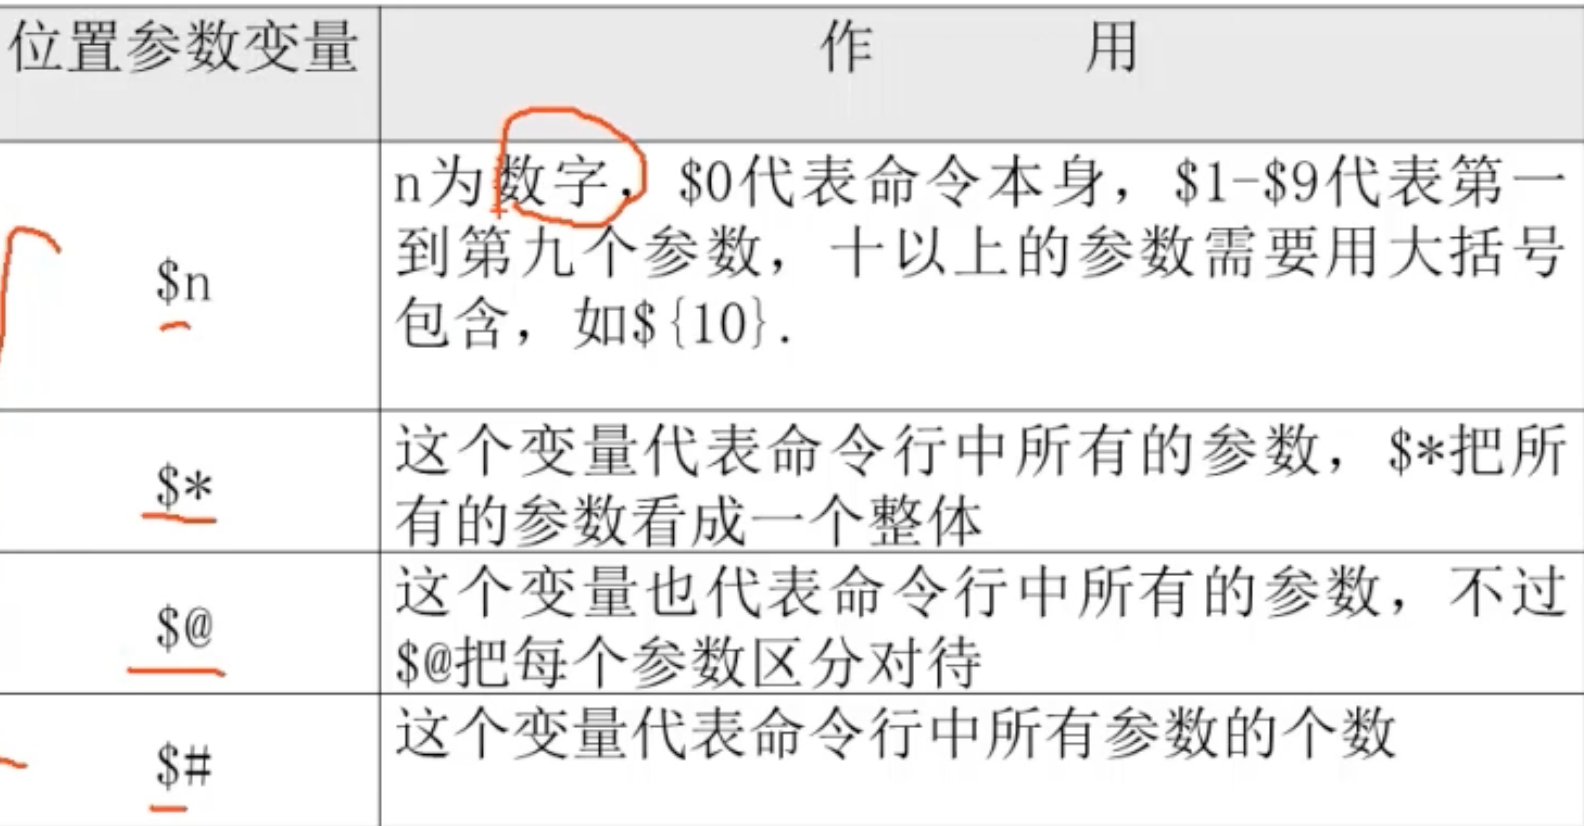 位置参数变量
作 用
$n
n为数字，$0代表命令本身，$1-$9代表第一
到第九个参数，十以上的参数需要用大括号
包含，如${10}.
$*
这个变量代表命令行中所有的参数，$*把所
有的参数看成一个整体
$@
这个变量也代表命令行中所有的参数，不过
$@把每个参数区分对待
$#
这个变量代表命令行中所有参数的个数